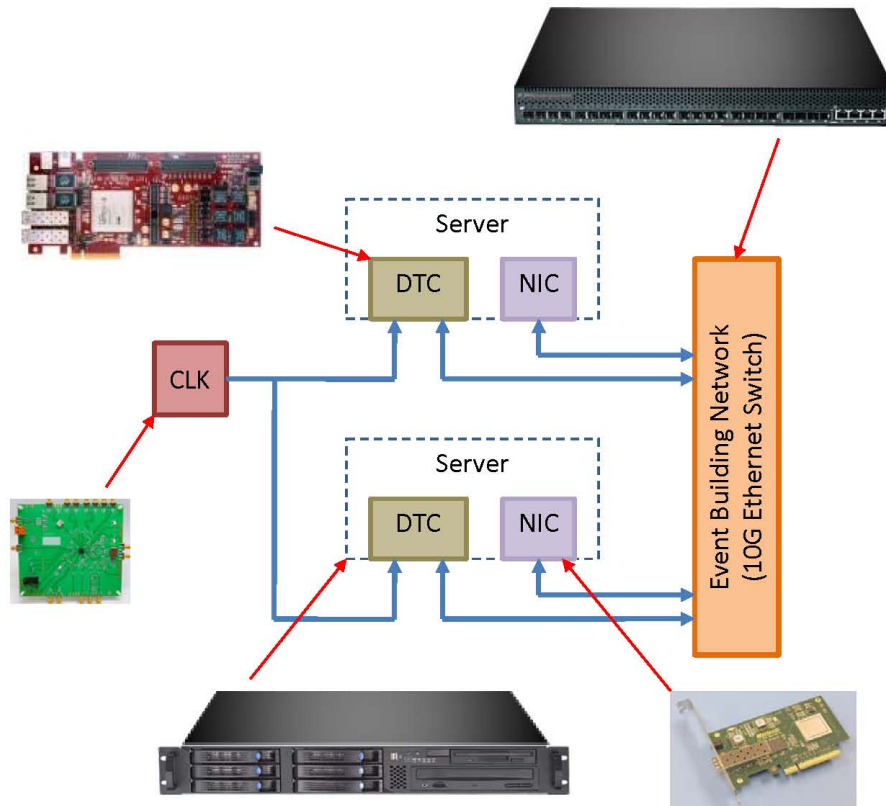 Server
DTC
NIC
CLK
Server
DTC
NIC
Event Building Network
(10G Ethernet Switch)